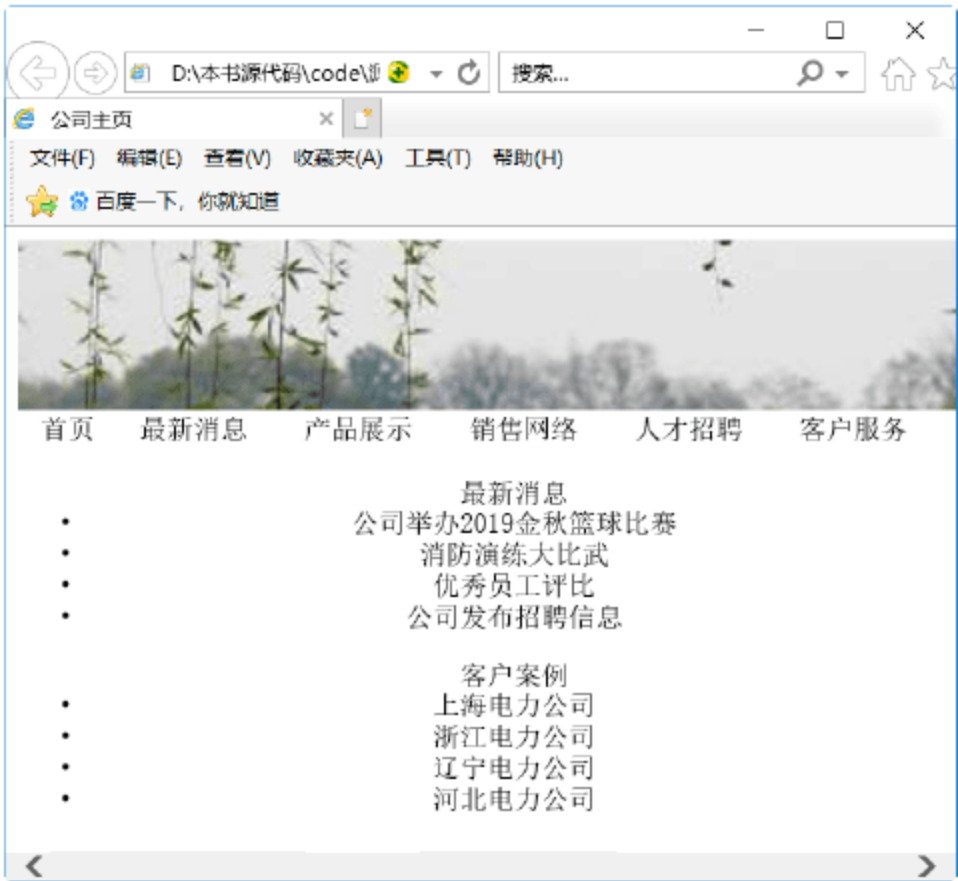 D:\本书源代码\code\
搜索...
公司主页
文件(F) 编辑(E) 查看(V) 收藏夹(A) 工具(T) 帮助(H)
百度一下，你就知道
首页 最新消息 产品展示 销售网络 人才招聘 客户服务
最新消息
• 公司举办2019金秋篮球比赛
• 消防演练大比武
• 优秀员工评比
• 公司发布招聘信息
客户案例
• 上海电力公司
• 浙江电力公司
• 辽宁电力公司
• 河北电力公司